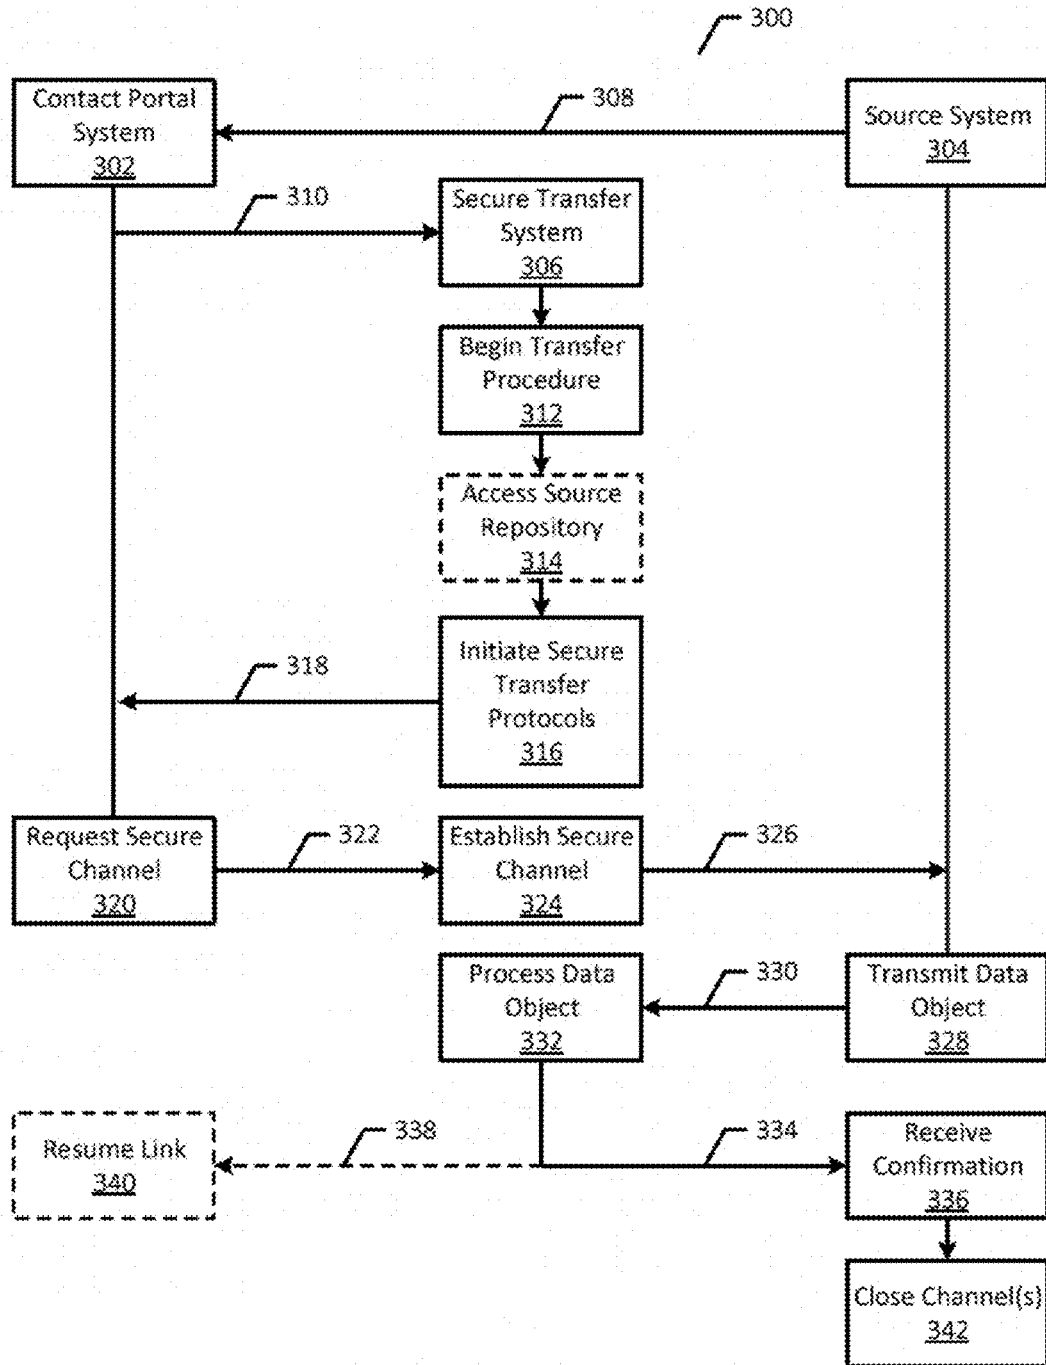 300
Contact Portal
System
302
308
Source System
304
310
Secure Transfer
System
306
Begin Transfer
Procedure
312
Access Source
Repository
314
Initiate Secure
Transfer
Protocols
316
318
Request Secure
Channel
320
322
Establish Secure
Channel
324
326
Process Data
Object
332
330
Transmit Data
Object
328
Resume Link
340
338
334
Receive
Confirmation
336
Close Channel(s)
342